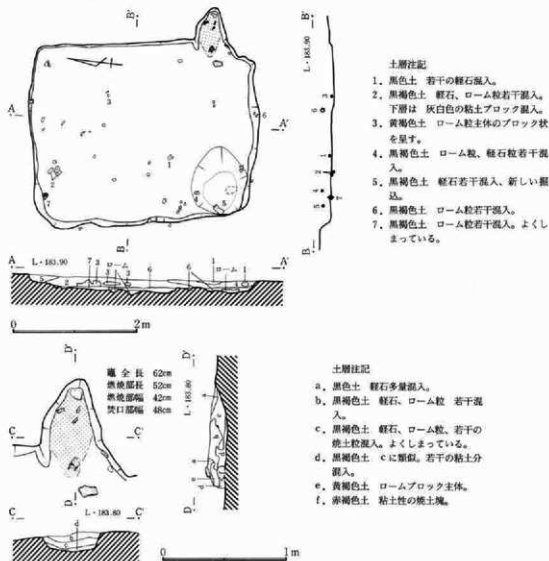 B′
B′
L・183.90
A
A′
B
B
A
L・183.90
7 3 ローム
1 ローム
A′
0
2m
土層注記
1. 黒色土 若干の軽石混入。
2. 黒褐色土 軽石、ローム粒若干混入。
下層は 灰白色の粘土ブロック混入。
3. 黄褐色土 ローム粒主体のブロック状
を呈す。
4. 黒褐色土 ローム粒、軽石粒若干混
入。
5. 黒褐色土 軽石若干混入、新しい掘
込。
6. 黒褐色土 ローム粒若干混入。
7. 黒褐色土 ローム粒若干混入。よくし
まっている。
D′
竈全長 62cm
燃焼部長 52cm
燃焼部幅 42cm
焚口部幅 48cm
D′
L・183.80
C
C′
D
D
C
L・183.80
C′
d
0
1m
土層注記
a. 黒色土 軽石多量混入。
b. 黒褐色土 軽石、ローム粒 若干混
入。
c. 黒褐色土 軽石、ローム粒、若干の
焼土粒混入。よくしまっている。
d. 黒褐色土 cに類似。若干の粘土分
混入。
e. 黄褐色土 ロームブロック主体。
f. 赤褐色土 粘土性の焼土塊。